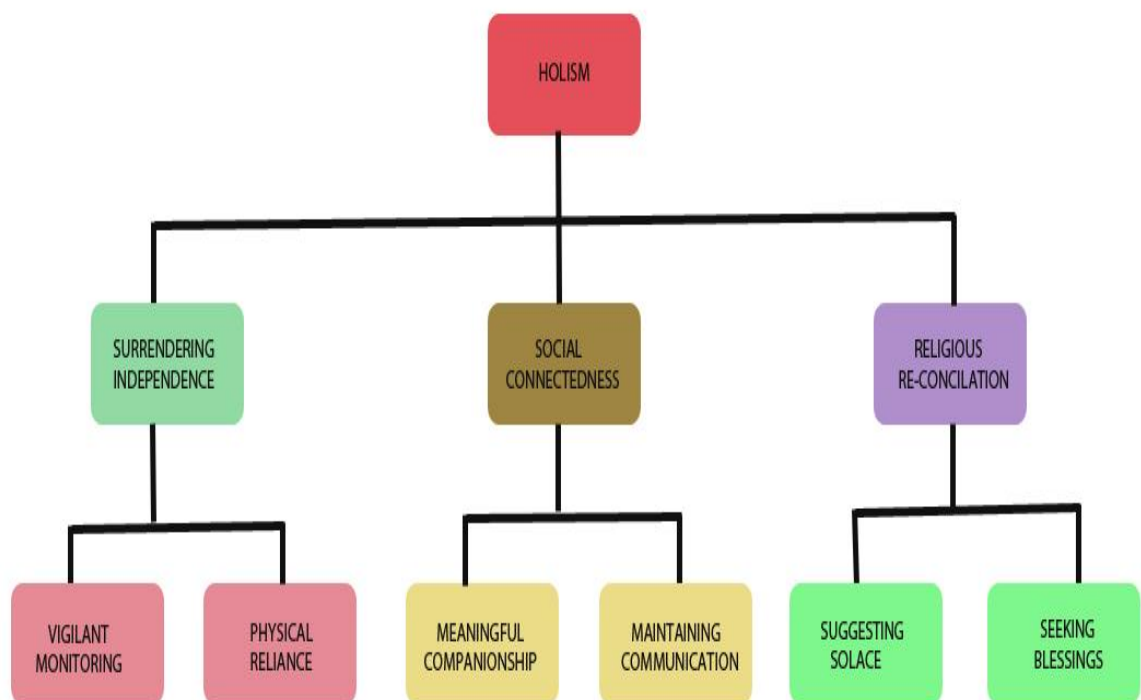 HOLISM
SURRENDERING
INDEPENDENCE
SOCIAL
CONNECTEDNESS
RELIGIOUS
RE-CONCILATION
VIGILANT
MONITORING
PHYSICAL
RELIANCE
MEANINGFUL
COMPANIONSHIP
MAINTAINING
COMMUNICATION
SUGGESTING
SOLACE
SEEKING
BLESSINGS